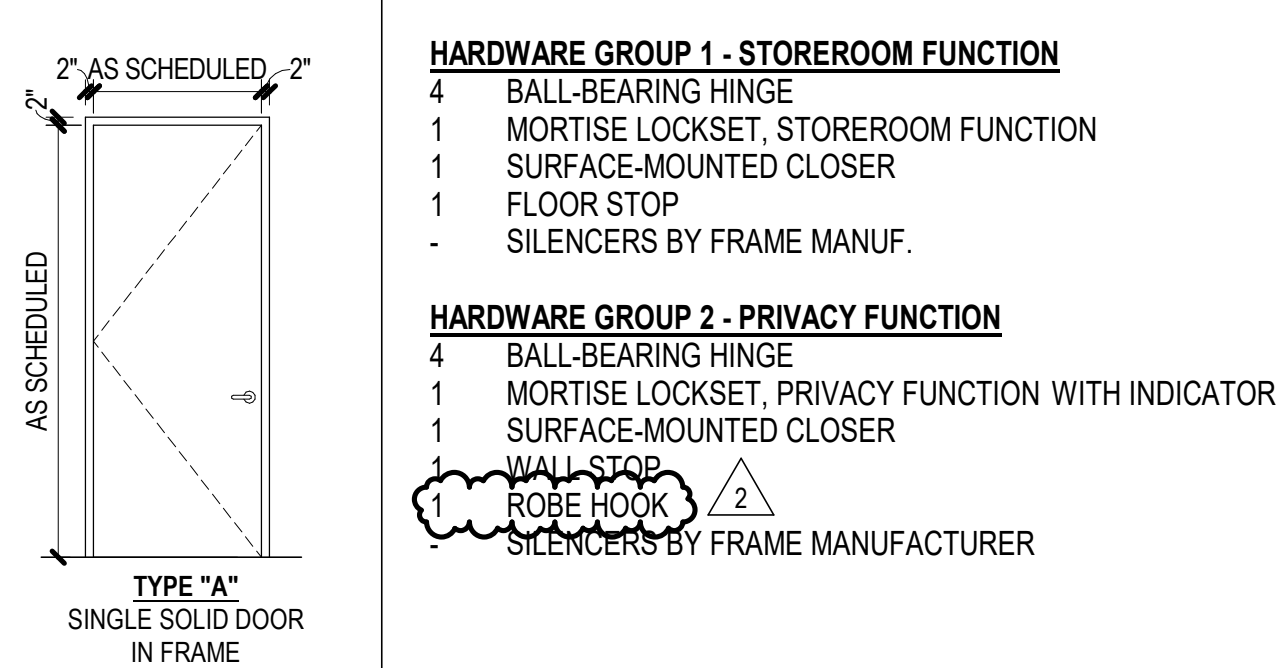 2" AS SCHEDULED 2"
2"
AS SCHEDULED
TYPE "A"
SINGLE SOLID DOOR
IN FRAME
HARDWARE GROUP 1 - STOREROOM FUNCTION
4 BALL-BEARING HINGE
1 MORTISE LOCKSET, STOREROOM FUNCTION
1 SURFACE-MOUNTED CLOSER
1 FLOOR STOP
- SILENCERS BY FRAME MANUF.
HARDWARE GROUP 2 - PRIVACY FUNCTION
4 BALL-BEARING HINGE
1 MORTISE LOCKSET, PRIVACY FUNCTION WITH INDICATOR
1 SURFACE-MOUNTED CLOSER
1 WALL STOP
1 ROBE HOOK 2
- SILENCERS BY FRAME MANUFACTURER